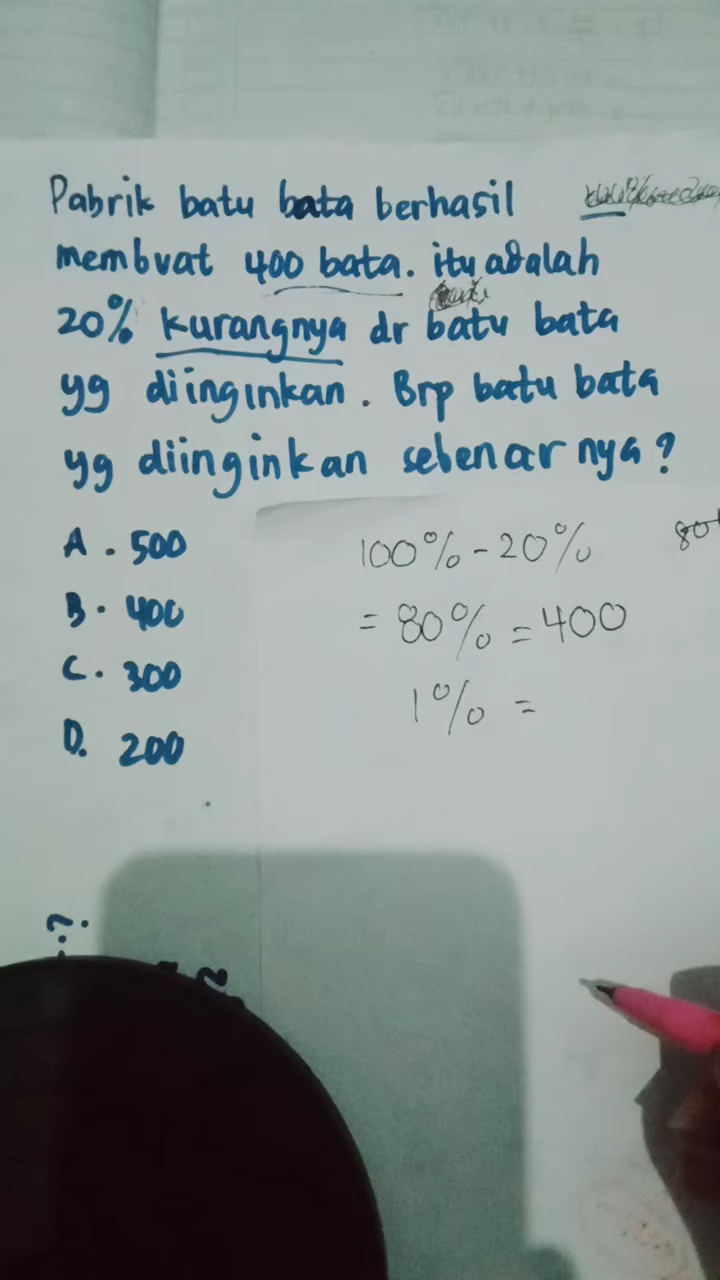 Pabrik batu bata berhasil
membuat 400 bata. itu adalah
20% kurangnya dr batu bata
yg diinginkan. Brp batu bata
yg diinginkan sebenarnya?
A. 500
B. 400
C. 300
D. 200
100% - 20%
= 80% = 400
1% =
80